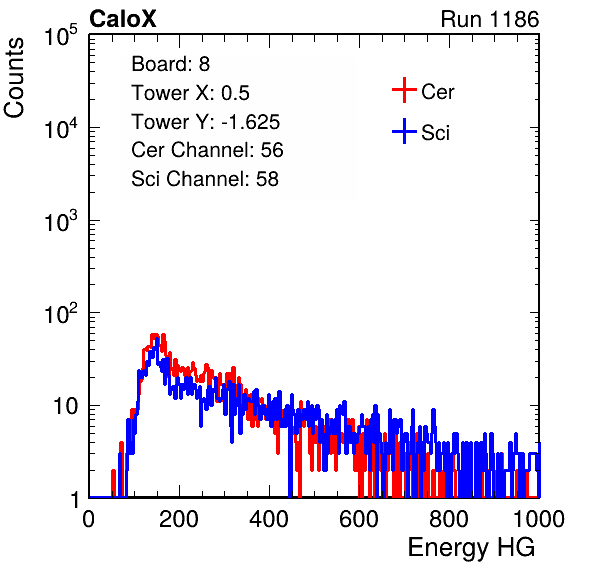 CaloX Run 1186
Counts
Board: 8
Tower X: 0.5
Tower Y: -1.625
Cer Channel: 56
Sci Channel: 58
Cer
Sci
10^5
10^4
10^3
10^2
10
1
0 200 400 600 800 1000
Energy HG